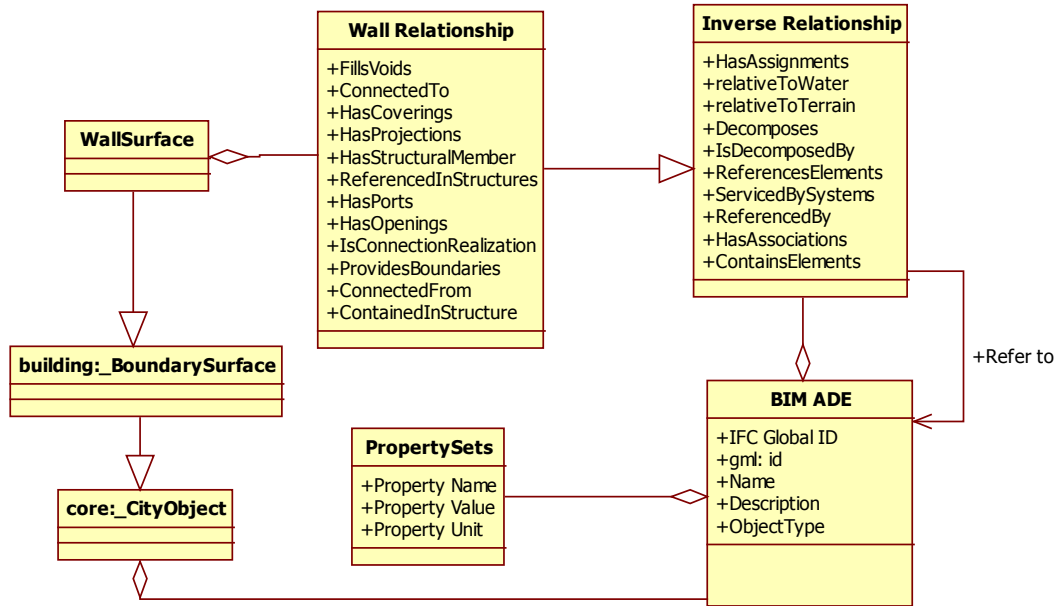 Wall Relationship
+FillsVoids
+ConnectedTo
+HasCoverings
+HasProjections
+HasStructuralMember
+ReferencedInStructures
+HasPorts
+HasOpenings
+IsConnectionRealization
+ProvidesBoundaries
+ConnectedFrom
+ContainedInStructure
Inverse Relationship
+HasAssignments
+relativeToWater
+relativeToTerrain
+Decomposes
+IsDecomposedBy
+ReferencesElements
+ServicedBySystems
+ReferencedBy
+HasAssociations
+ContainsElements
WallSurface
building:_BoundarySurface
+Refer to
BIM ADE
+IFC Global ID
+gml: id
+Name
+Description
+ObjectType
PropertySets
+Property Name
+Property Value
+Property Unit
core:_CityObject